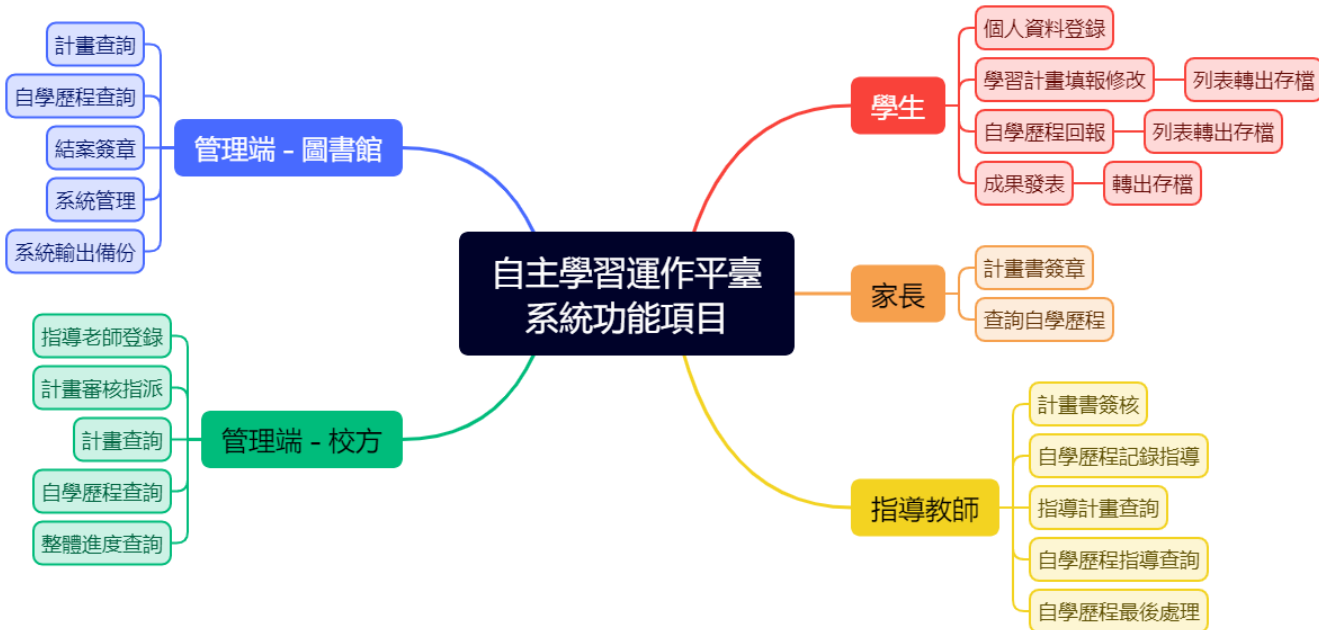 自主學習運作平臺
系統功能項目
學生
個人資料登錄
學習計畫填報修改
列表轉出存檔
自學歷程回報
列表轉出存檔
成果發表
轉出存檔
家長
計畫書簽章
查詢自學歷程
指導教師
計畫書簽核
自學歷程記錄指導
指導計畫查詢
自學歷程指導查詢
自學歷程最後處理
管理端 - 圖書館
計畫查詢
自學歷程查詢
結案簽章
系統管理
系統輸出備份
管理端 - 校方
指導老師登錄
計畫審核指派
計畫查詢
自學歷程查詢
整體進度查詢